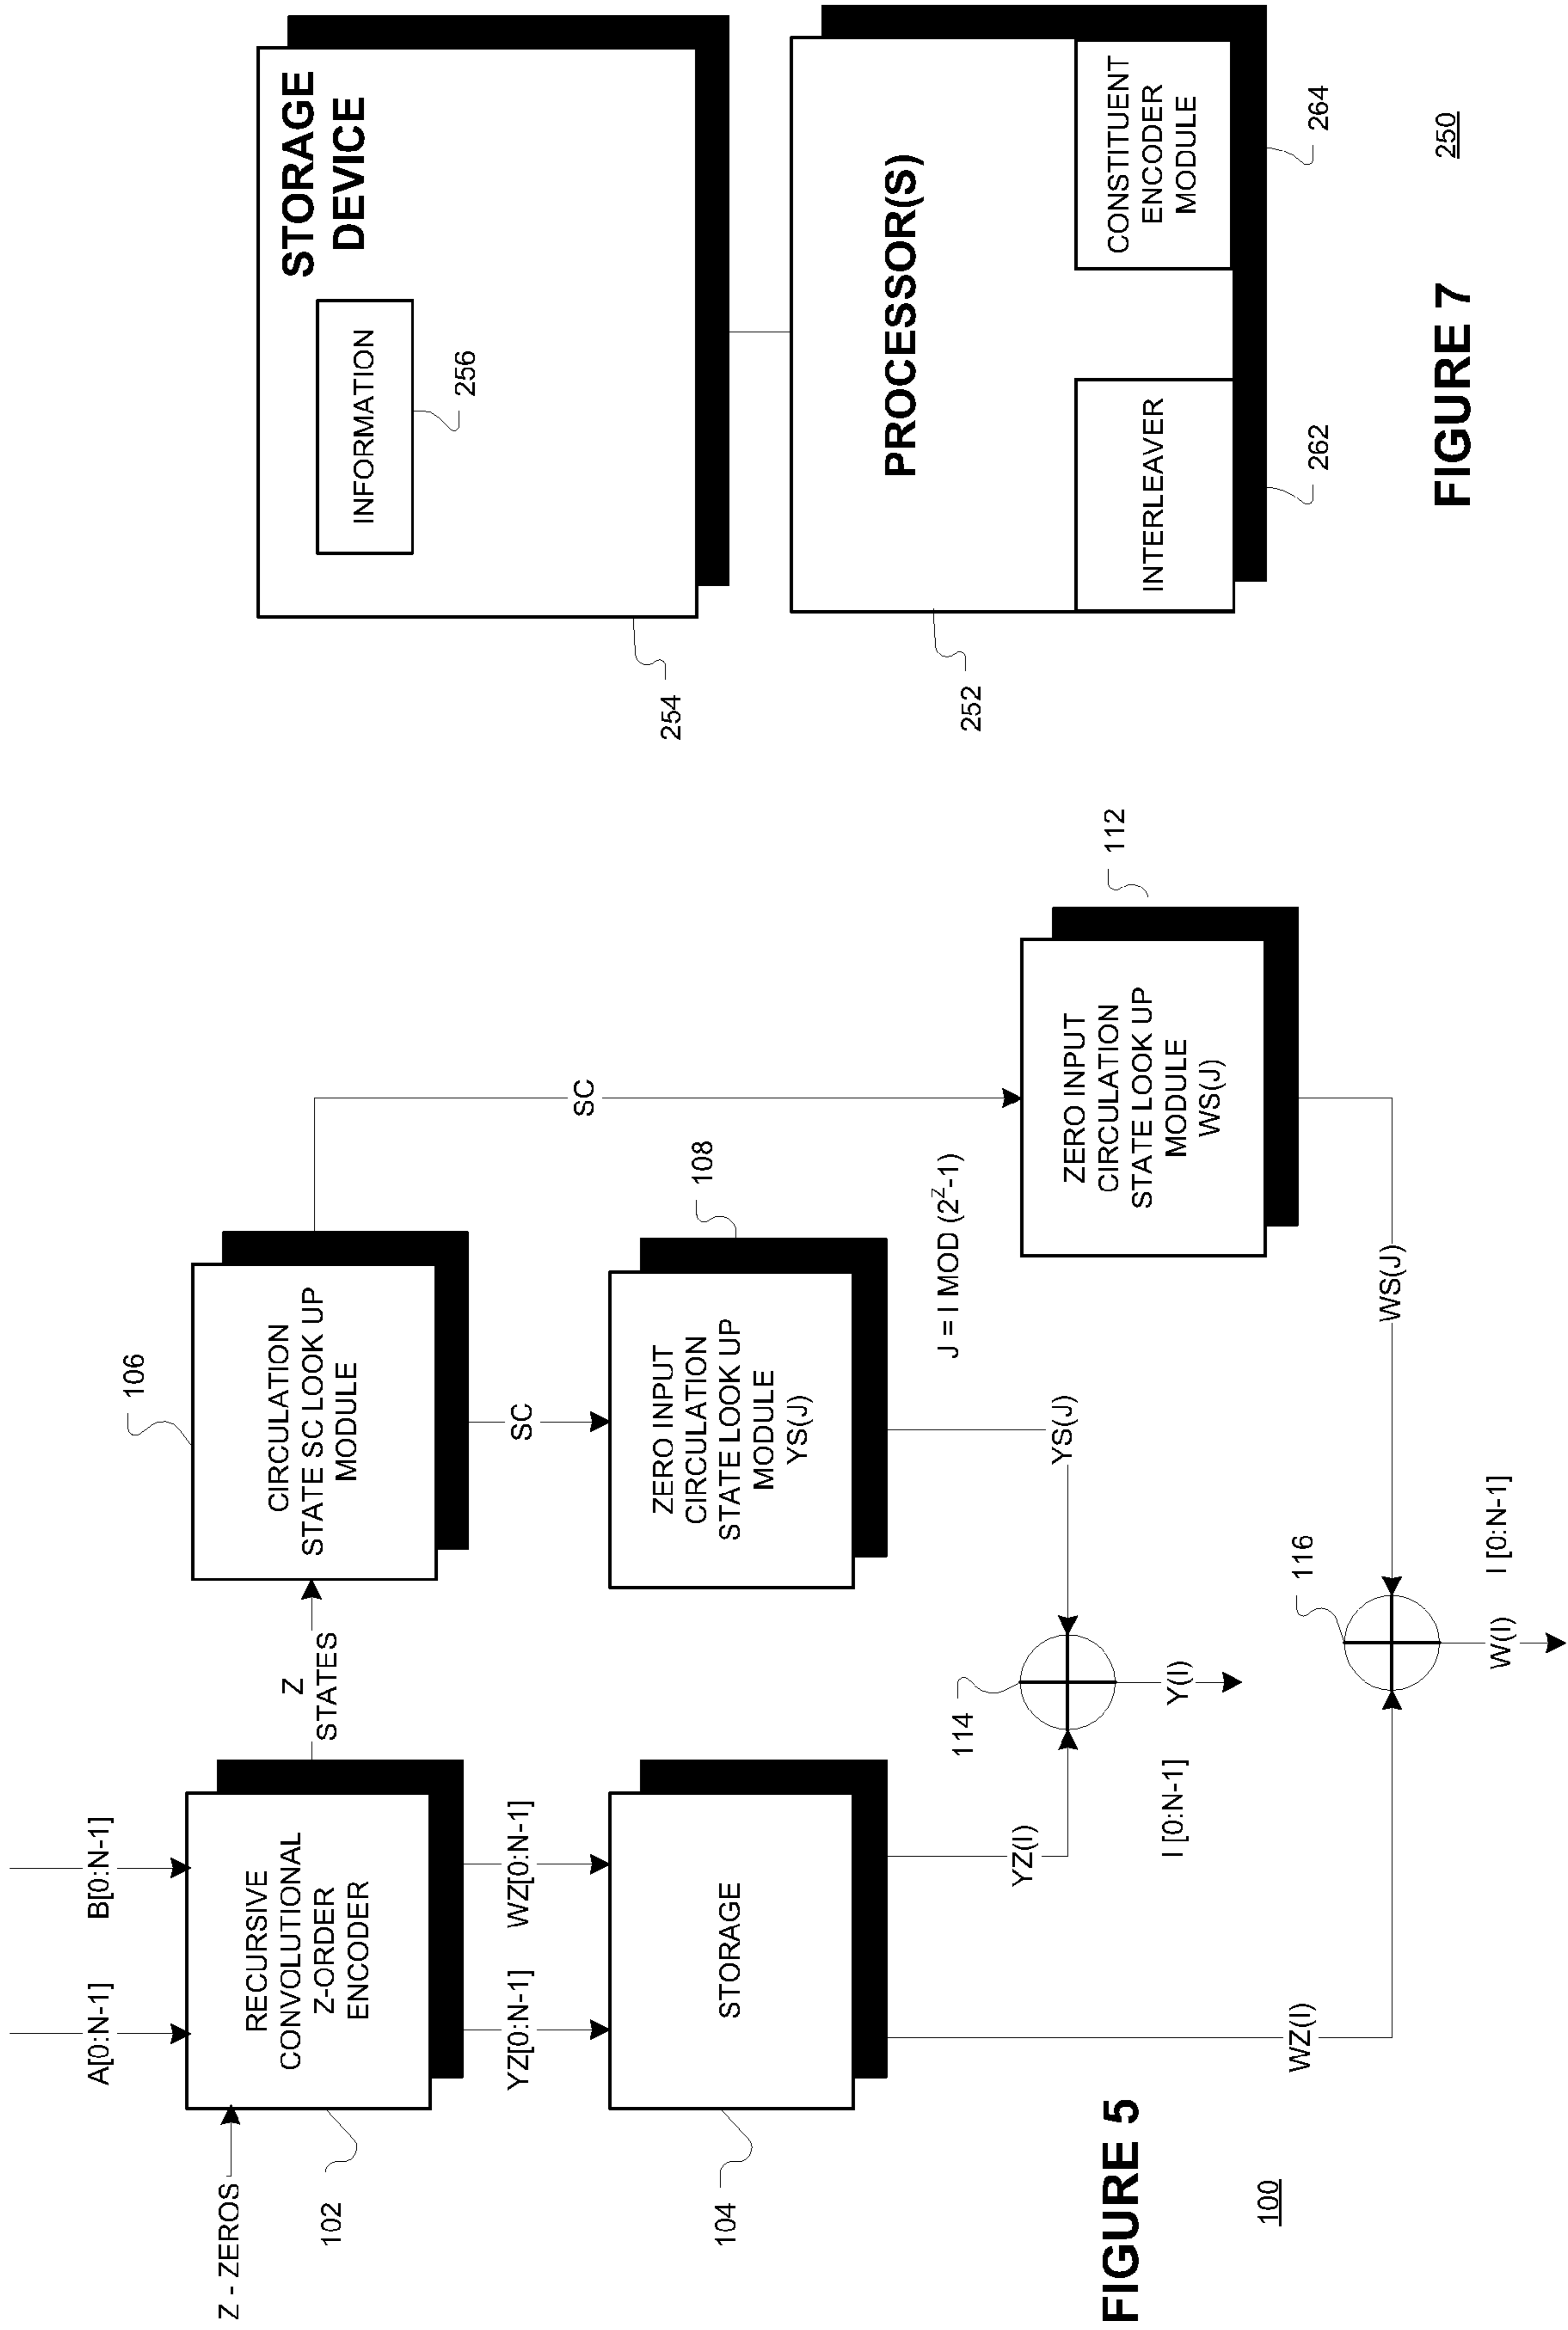 A[0:N-1]
B[0:N-1]
Z - ZEROS
RECURSIVE
CONVOLUTIONAL
Z-ORDER
ENCODER
102
Z
STATES
106
CIRCULATION
STATE SC LOOK UP
MODULE
YZ[0:N-1]
WZ[0:N-1]
SC
SC
STORAGE
104
108
ZERO INPUT
CIRCULATION
STATE LOOK UP
MODULE
YS(J)
J = I MOD (2^Z-1)
112
ZERO INPUT
CIRCULATION
STATE LOOK UP
MODULE
WS(J)
YZ(I)
YS(J)
114
Y(I)
I [0:N-1]
WZ(I)
WS(J)
116
W(I)
I [0:N-1]
FIGURE 5
100
STORAGE
DEVICE
INFORMATION
256
254
PROCESSOR(S)
252
INTERLEAVER
262
CONSTITUENT
ENCODER
MODULE
264
FIGURE 7
250